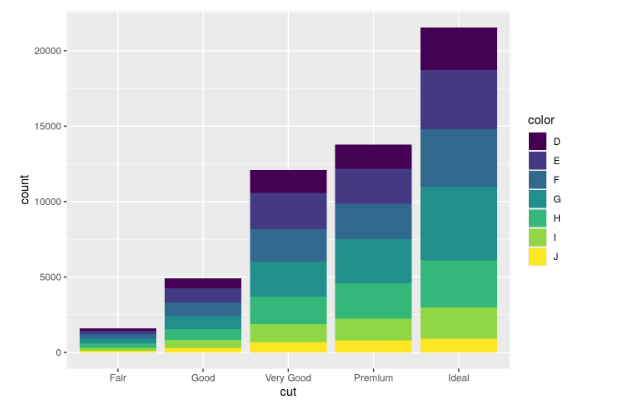 20000
15000
10000
5000
0
count
Fair
Good
Very Good
Premium
Ideal
cut
color
D
E
F
G
H
I
J